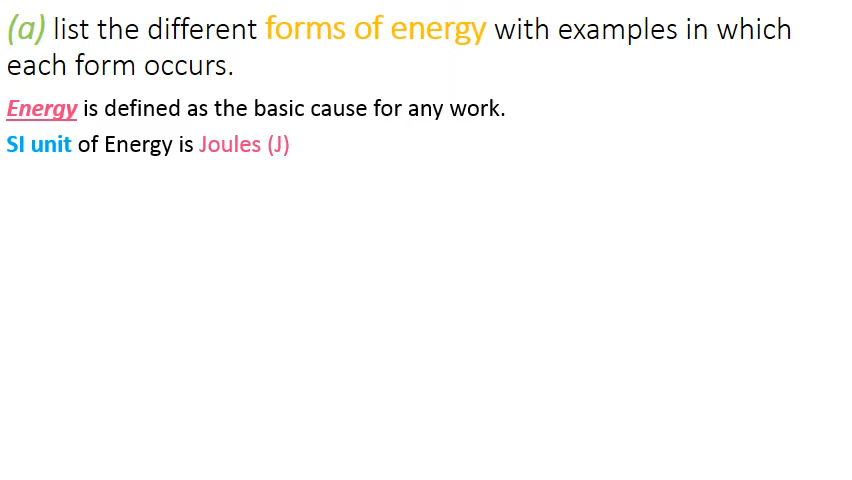 (a) list the different forms of energy with examples in which
each form occurs.
Energy is defined as the basic cause for any work.
SI unit of Energy is Joules (J)